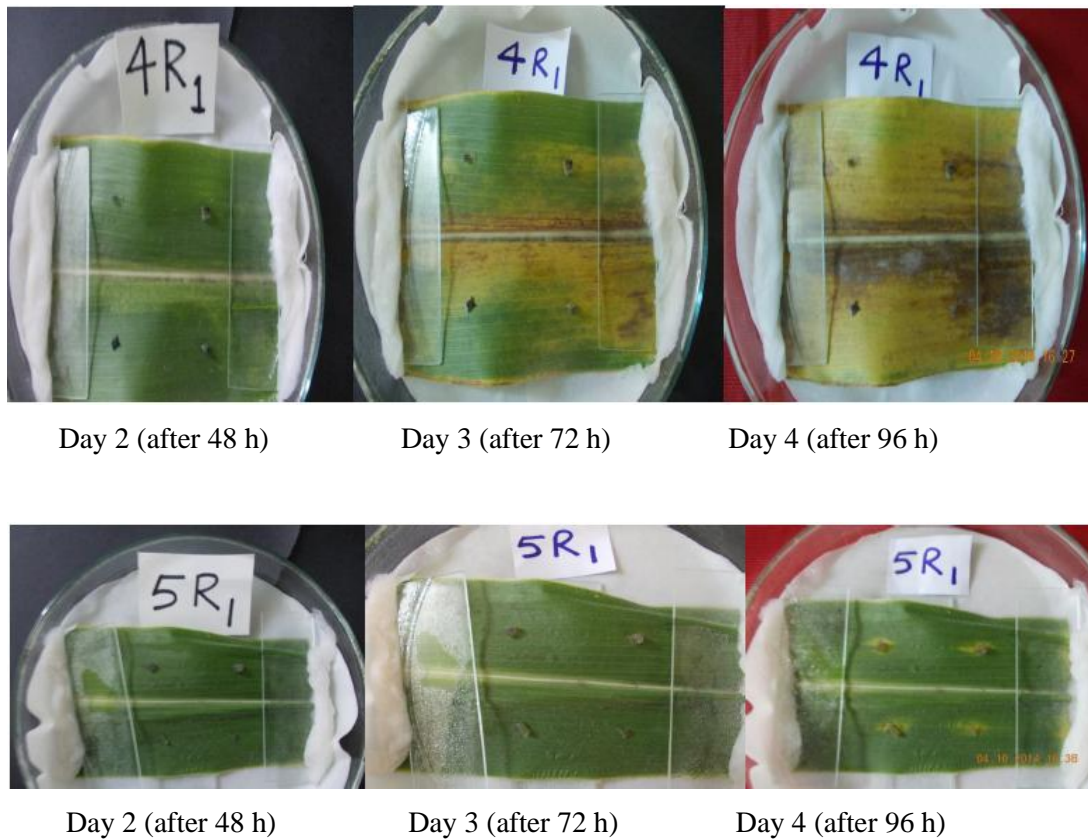 4R1
4R1
4R1
Day 2 (after 48 h)
Day 3 (after 72 h)
Day 4 (after 96 h)
5R1
5R1
5R1
Day 2 (after 48 h)
Day 3 (after 72 h)
Day 4 (after 96 h)